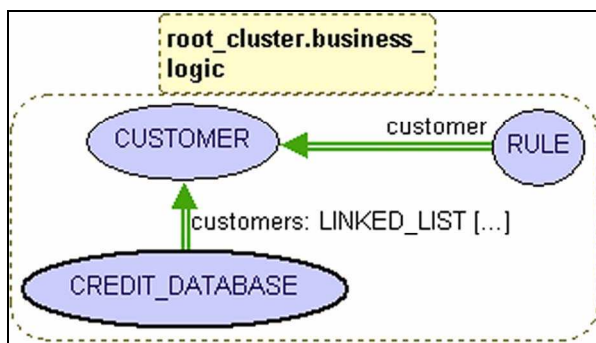 root_cluster.business_
logic
CUSTOMER
customer
RULE
customers: LINKED_LIST [...]
CREDIT_DATABASE